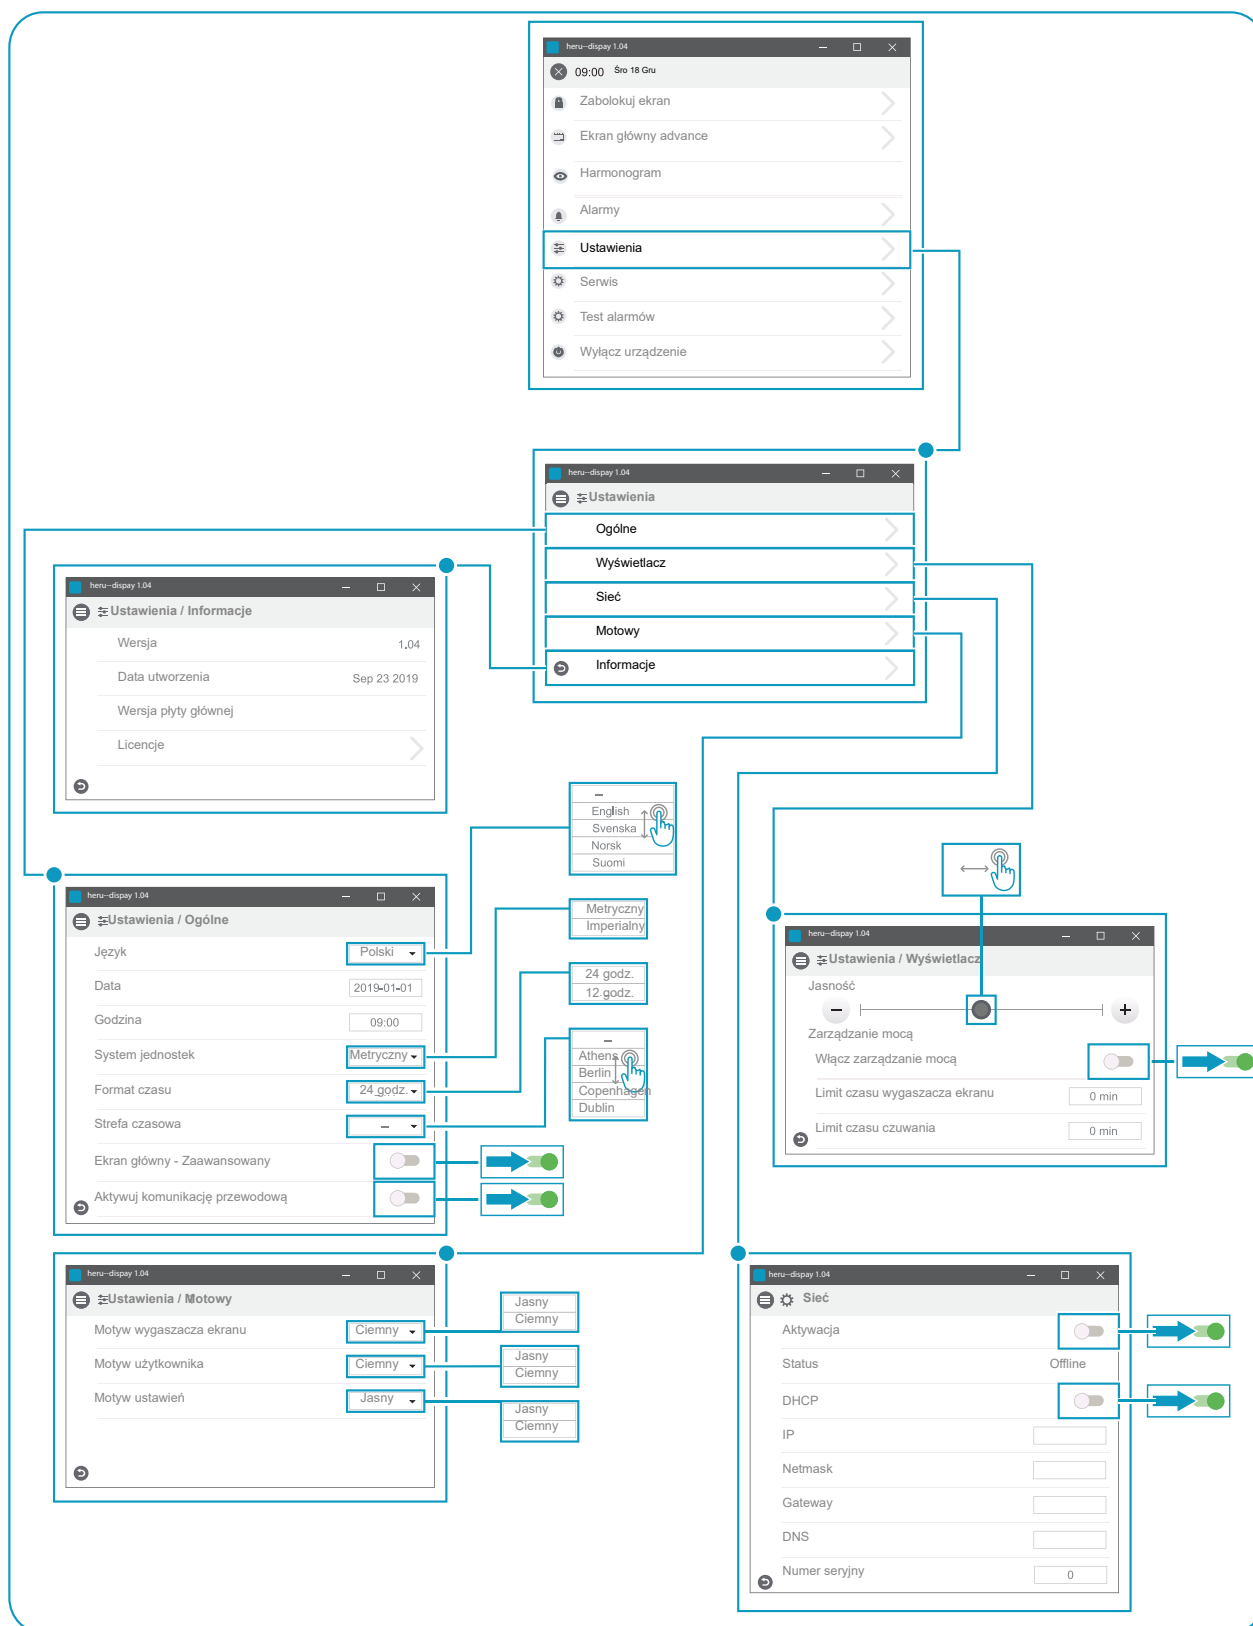 heru--dispay 1.04
09:00 Śro 18 Gru
Zabolokuj ekran
Ekran główny advance
Harmonogram
Alarmy
Ustawienia
Serwis
Test alarmów
Wyłącz urządzenie
heru--dispay 1.04
Ustawienia
Ogólne
Wyświetlacz
Sieć
Motowy
Informacje
heru--dispay 1.04
Ustawienia / Informacje
Wersja 1.04
Data utworzenia Sep 23 2019
Wersja płyty głównej
Licencje
–
English
Svenska
Norsk
Suomi
heru--dispay 1.04
Ustawienia / Ogólne
Język Polski
Data 2019-01-01
Godzina 09:00
System jednostek Metryczny
Format czasu 24 godz.
Strefa czasowa –
Ekran główny - Zaawansowany
Aktywuj komunikację przewodową
Metryczny
Imperialny
24 godz.
12 godz.
–
Athens
Berlin
Copenhagen
Dublin
heru--dispay 1.04
Ustawienia / Wyświetlacz
Jasność
Zarządzanie mocą
Włącz zarządzanie mocą
Limit czasu wygaszacza ekranu 0 min
Limit czasu czuwania 0 min
heru--dispay 1.04
Ustawienia / Motowy
Motyw wygaszacza ekranu Ciemny
Motyw użytkownika Ciemny
Motyw ustawień Jasny
Jasny
Ciemny
Jasny
Ciemny
Jasny
Ciemny
heru--dispay 1.04
Sieć
Aktywacja
Status Offline
DHCP
IP
Netmask
Gateway
DNS
Numer seryjny 0